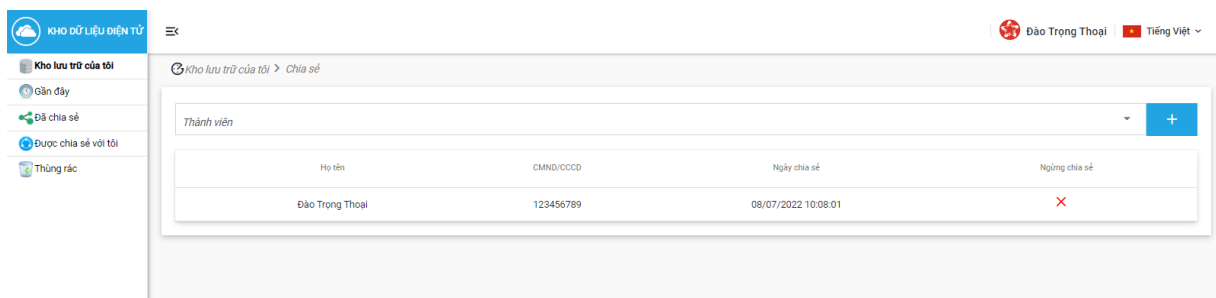 KHO DỮ LIỆU ĐIỆN TỬ
Đào Trọng Thoại
Tiếng Việt
Kho lưu trữ của tôi
Gần đây
Đã chia sẻ
Được chia sẻ với tôi
Thùng rác
Kho lưu trữ của tôi > Chia sẻ
Thành viên
+
Họ tên CMND/CCCD Ngày chia sẻ Ngừng chia sẻ
Đào Trọng Thoại 123456789 08/07/2022 10:08:01